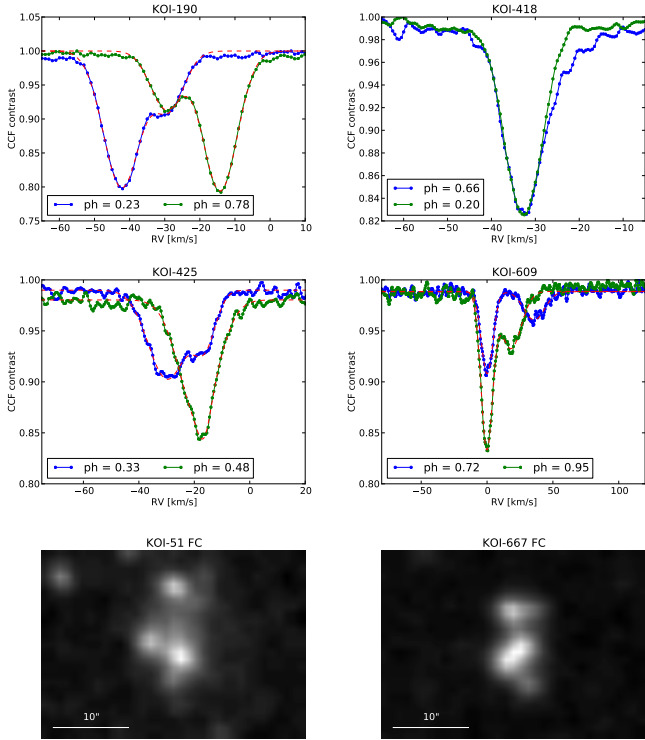 KOI-190
1.05
1.00
0.95
0.90
0.85
0.80
0.75
CCF contrast
ph = 0.23
ph = 0.78
−60 −50 −40 −30 −20 −10 0 10
RV [km/s]
KOI-418
1.00
0.98
0.96
0.94
0.92
0.90
0.88
0.86
0.84
0.82
CCF contrast
ph = 0.66
ph = 0.20
−60 −50 −40 −30 −20 −10
RV [km/s]
KOI-425
1.00
0.95
0.90
0.85
0.80
CCF contrast
ph = 0.33
ph = 0.48
−60 −40 −20 0 20
RV [km/s]
KOI-609
1.00
0.95
0.90
0.85
0.80
CCF contrast
ph = 0.72
ph = 0.95
−50 0 50 100
RV [km/s]
KOI-51 FC
10"
KOI-667 FC
10"